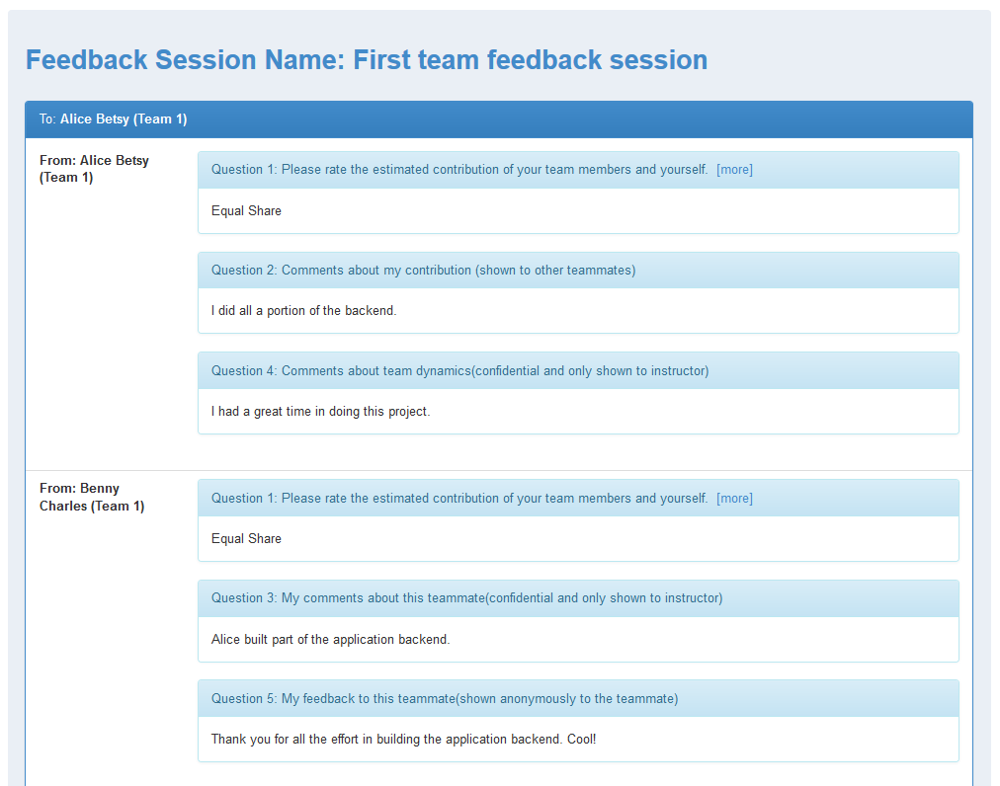 Feedback Session Name: First team feedback session
To: Alice Betsy (Team 1)
From: Alice Betsy
(Team 1)
Question 1: Please rate the estimated contribution of your team members and yourself. [more]
Equal Share
Question 2: Comments about my contribution (shown to other teammates)
I did all a portion of the backend.
Question 4: Comments about team dynamics(confidential and only shown to instructor)
I had a great time in doing this project.
From: Benny
Charles (Team 1)
Question 1: Please rate the estimated contribution of your team members and yourself. [more]
Equal Share
Question 3: My comments about this teammate(confidential and only shown to instructor)
Alice built part of the application backend.
Question 5: My feedback to this teammate(shown anonymously to the teammate)
Thank you for all the effort in building the application backend. Cool!